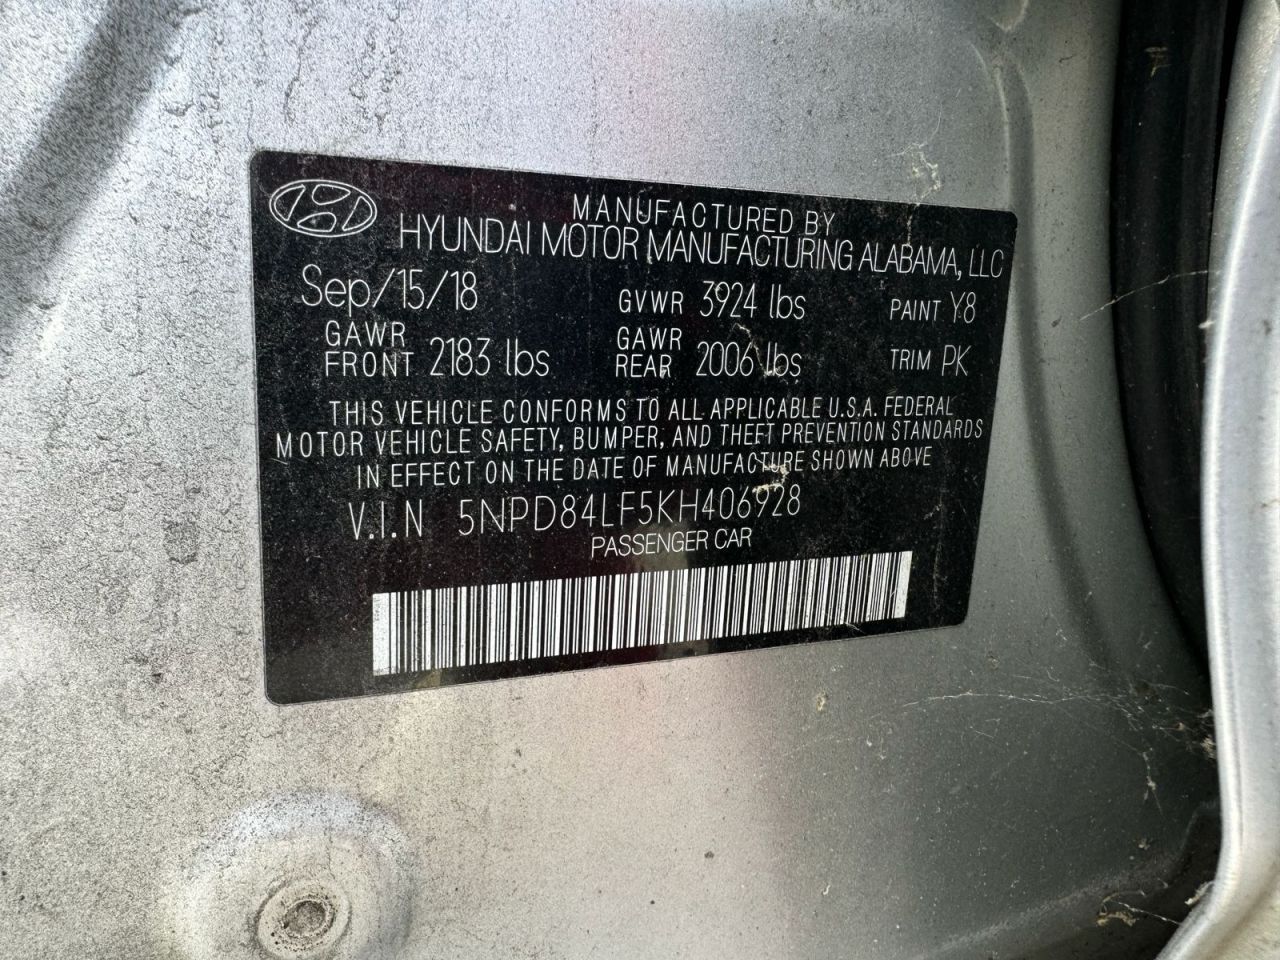 MANUFACTURED BY
HYUNDAI MOTOR MANUFACTURING ALABAMA, LLC
Sep/15/18 GVWR 3924 lbs PAINT Y8
GAWR FRONT 2183 lbs GAWR REAR 2006 lbs TRIM PK
THIS VEHICLE CONFORMS TO ALL APPLICABLE U.S.A. FEDERAL
MOTOR VEHICLE SAFETY, BUMPER, AND THEFT PREVENTION STANDARDS
IN EFFECT ON THE DATE OF MANUFACTURE SHOWN ABOVE
V.I.N 5NPD84LF5KH406928
PASSENGER CAR